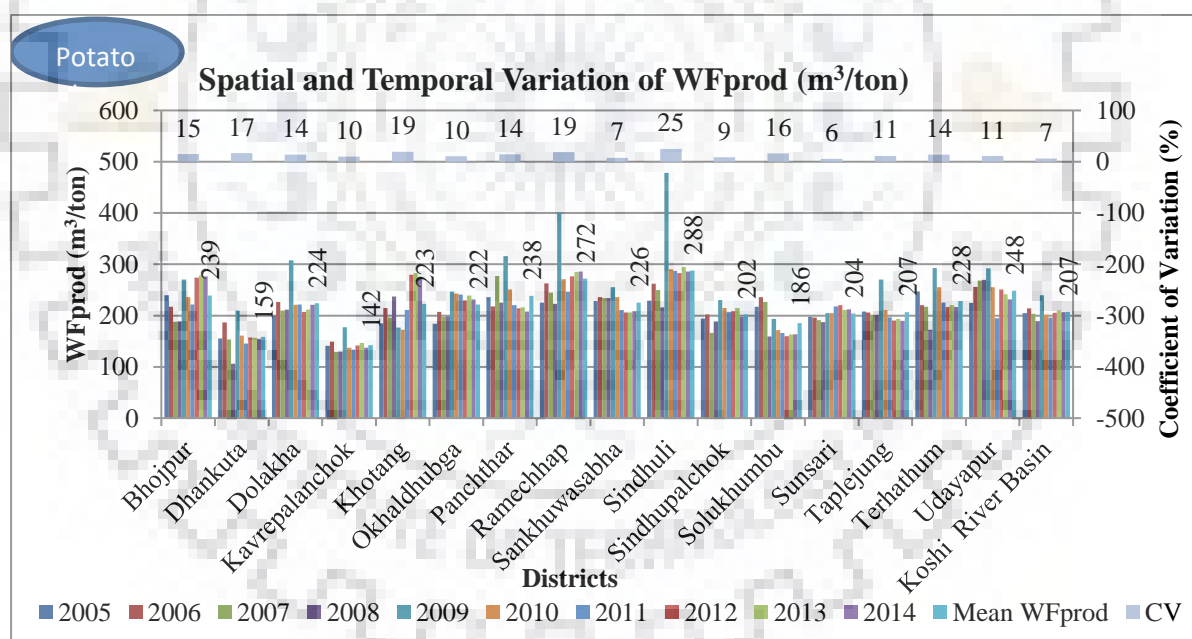 Potato
Spatial and Temporal Variation of WFprod (m³/ton)
600
500
400
300
200
100
0
WFprod (m³/ton)
100
0
-100
-200
-300
-400
-500
Coefficient of Variation (%)
15 17 14 10 19 10 14 19 7 25 9 16 6 11 14 11 7
239 159 224 142 223 222 238 272 226 288 202 186 204 207 228 248 207
Bhojpur
Dhankuta
Dolakha
Kavrepalanchok
Khotang
Okhaldhubga
Panchthar
Ramechhap
Sankhuwasabha
Sindhuli
Sindhupalchok
Solukhumbu
Sunsari
Taplejung
Terhathum
Udayapur
Koshi River Basin
Districts
2005 2006 2007 2008 2009 2010 2011 2012 2013 2014 Mean WFprod CV